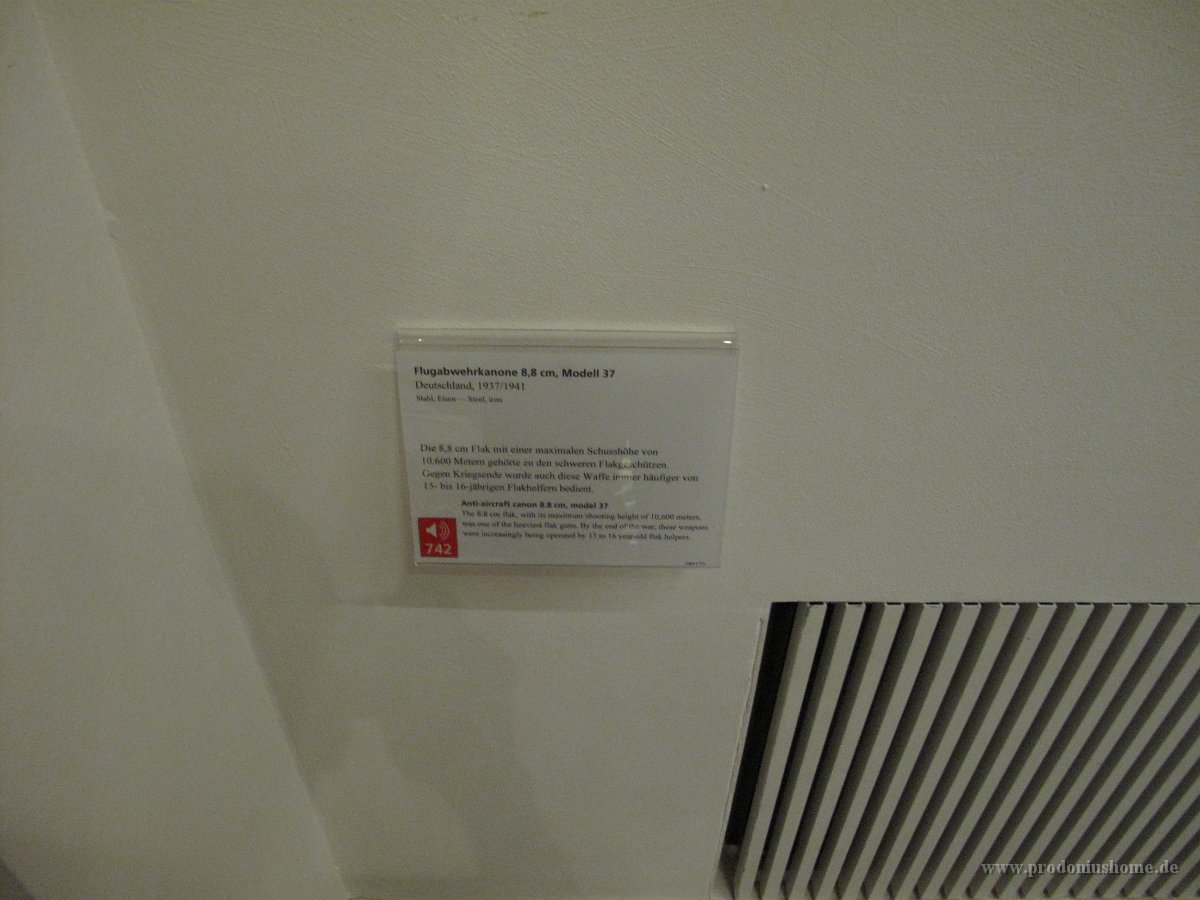 Flugabwehrkanone 8,8 cm, Modell 37
Deutschland, 1937/1941
Stahl, Eisen — Steel, iron
Die 8,8 cm Flak mit einer maximalen Schusshöhe von
10.600 Metern gehörte zu den schweren Flakgeschützen.
Gegen Kriegsende wurde auch diese Waffe immer häufiger von
15- bis 16-jährigen Flakhelfern bedient.
Anti-aircraft canon 8.8 cm, model 37
The 8.8 cm flak, with its maximum shooting height of 10,600 meters,
was one of the heaviest flak guns. By the end of the war, these weapons
were increasingly being operated by 15 to 16 year-old flak helpers.
742
www.prodoniushome.de